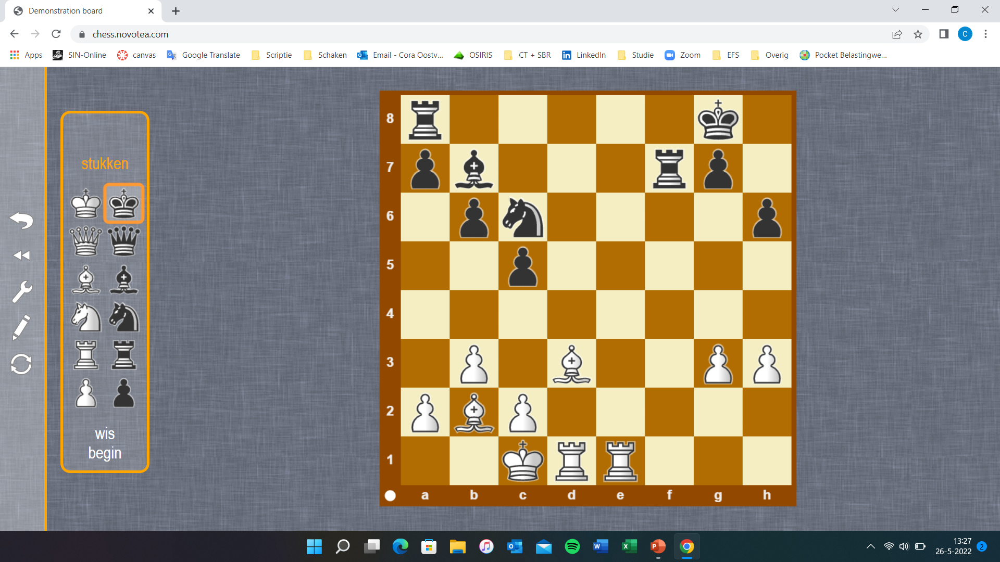 Demonstration board
chess.novotea.com
C
Apps
SIN-Online
canvas
Google Translate
Scriptie
Schaken
Email - Cora Oostv...
OSIRIS
CT + SBR
LinkedIn
Studie
Zoom
EFS
Overig
Pocket Belastingwe...
stukken
wis
begin
8
7
6
5
4
3
2
1
a b c d e f g h
13:27
26-5-2022
2